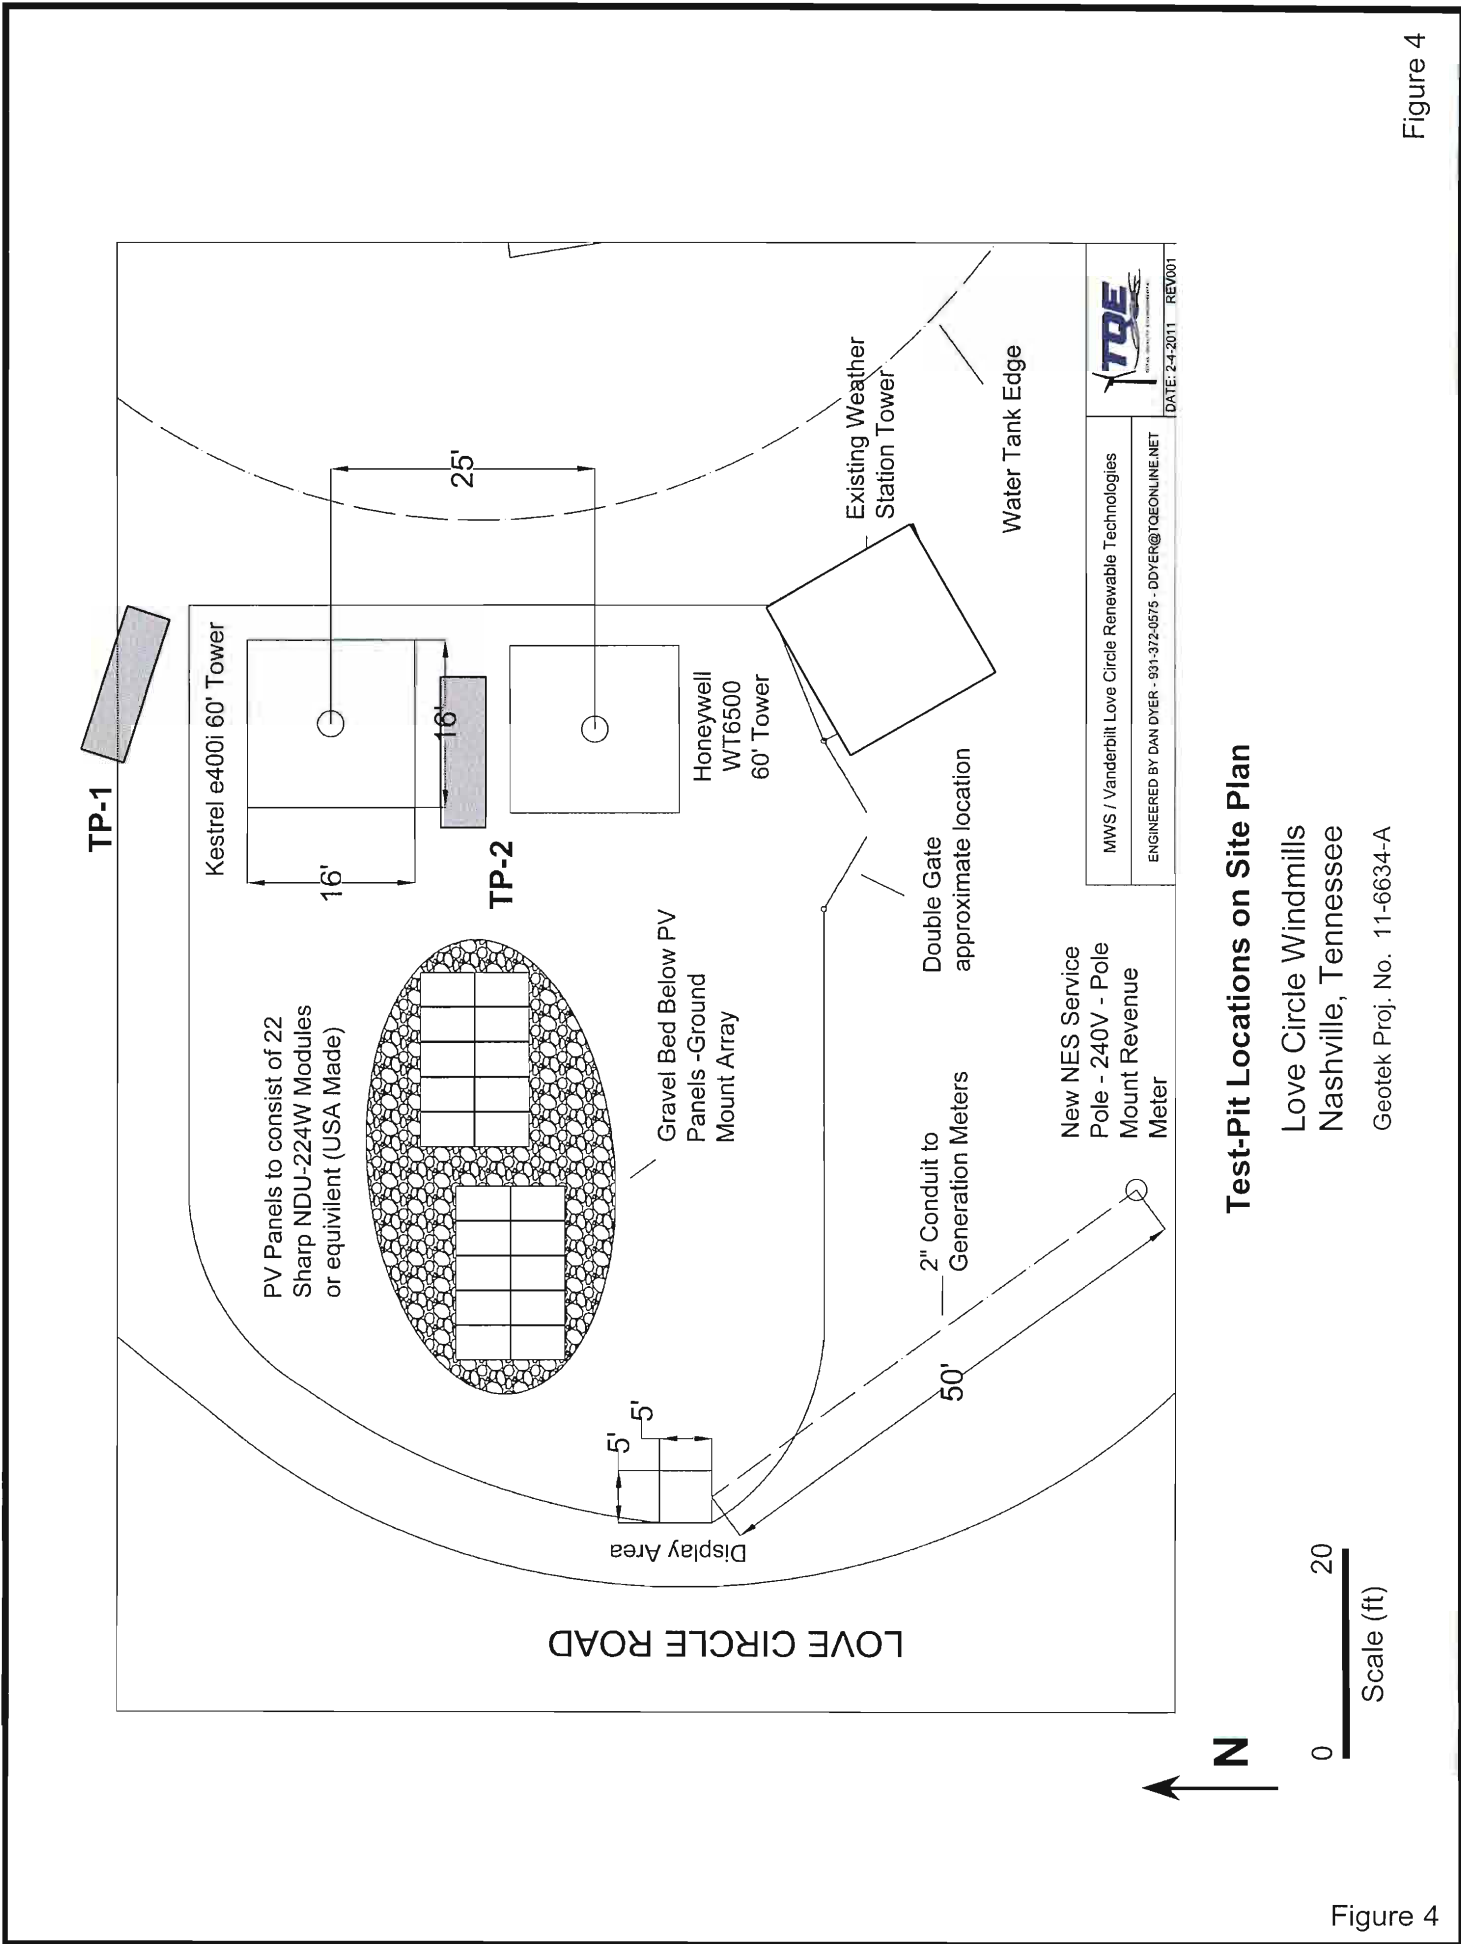 Figure 4
TP-1
Kestrel e400i 60' Tower
16'
16'
25'
TP-2
Honeywell
WT6500
60' Tower
PV Panels to consist of 22
Sharp NDU-224W Modules
or equivilent (USA Made)
Gravel Bed Below PV
Panels -Ground
Mount Array
Existing Weather
Station Tower
Water Tank Edge
Double Gate
approximate location
5'
5'
Display Area
LOVE CIRCLE ROAD
2" Conduit to
Generation Meters
50'
New NES Service
Pole - 240V - Pole
Mount Revenue
Meter
MWS / Vanderbilt Love Circle Renewable Technologies
ENGINEERED BY DAN DYER - 931-372-0575 - DDYER@TQEONLINE.NET
TQE
DATE: 2-4-2011 REV001
N
0 20
Scale (ft)
Test-Pit Locations on Site Plan
Love Circle Windmills
Nashville, Tennessee
Geotek Proj. No. 11-6634-A
Figure 4